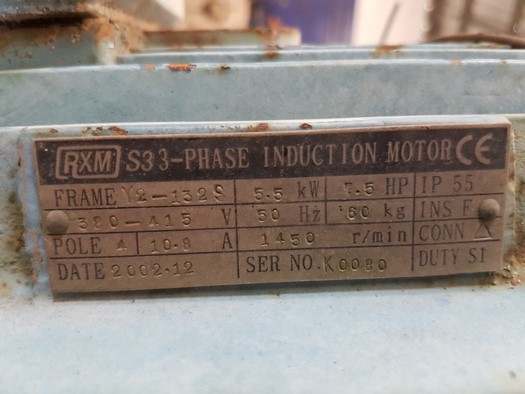 RXM S3 3-PHASE INDUCTION MOTOR CE
FRAME Y2-132S 5.5 kW 7.5 HP IP 55
380-415 V 50 Hz 60 kg INS F
POLE 4 10.8 A 1450 r/min CONN △
DATE 2002.12 SER NO. K0080 DUTY S1